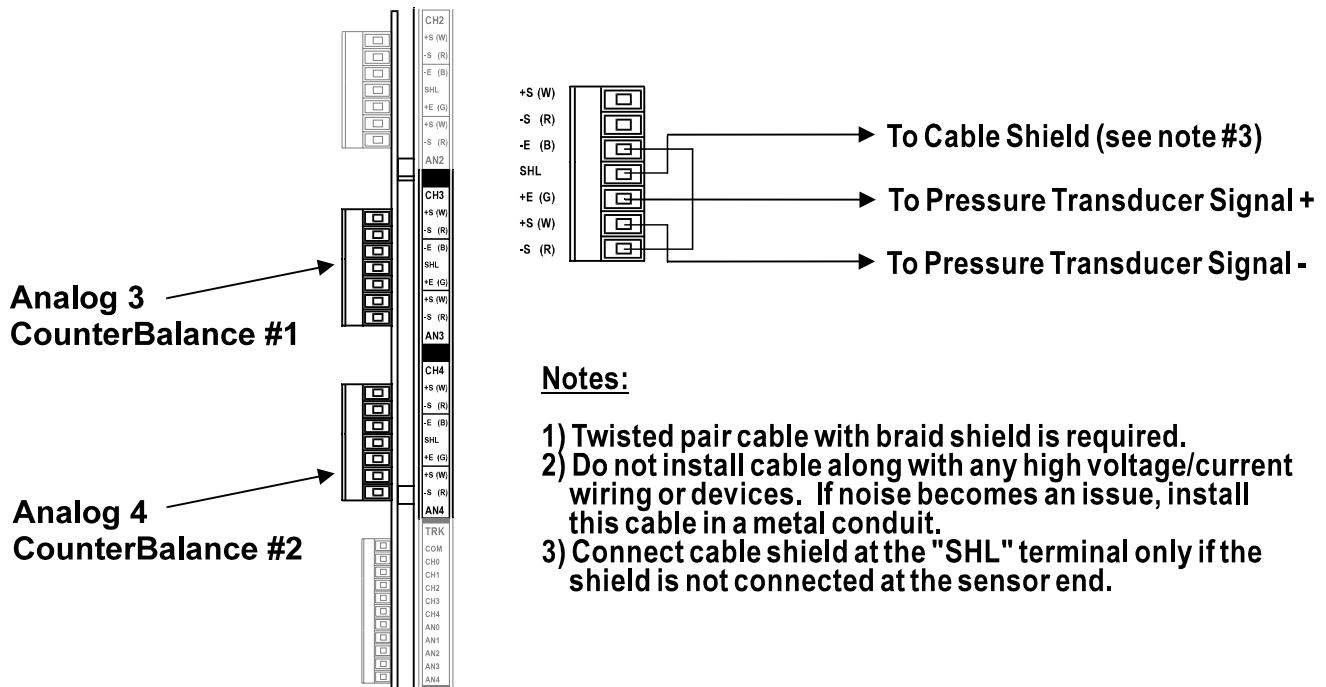 CH2
+S (W)
-S (R)
-E (B)
SHL
+E (G)
+S (W)
-S (R)
AN2
CH3
+S (W)
-S (R)
-E (B)
SHL
+E (G)
+S (W)
-S (R)
AN3
CH4
+S (W)
-S (R)
-E (B)
SHL
+E (G)
+S (W)
-S (R)
AN4
TRK
COM
CH0
CH1
CH2
CH3
CH4
AN0
AN1
AN2
AN3
AN4
Analog 3
CounterBalance #1
Analog 4
CounterBalance #2
+S (W)
-S (R)
-E (B)
SHL
+E (G)
+S (W)
-S (R)
To Cable Shield (see note #3)
To Pressure Transducer Signal +
To Pressure Transducer Signal -
Notes:
1) Twisted pair cable with braid shield is required.
2) Do not install cable along with any high voltage/current
wiring or devices. If noise becomes an issue, install
this cable in a metal conduit.
3) Connect cable shield at the "SHL" terminal only if the
shield is not connected at the sensor end.